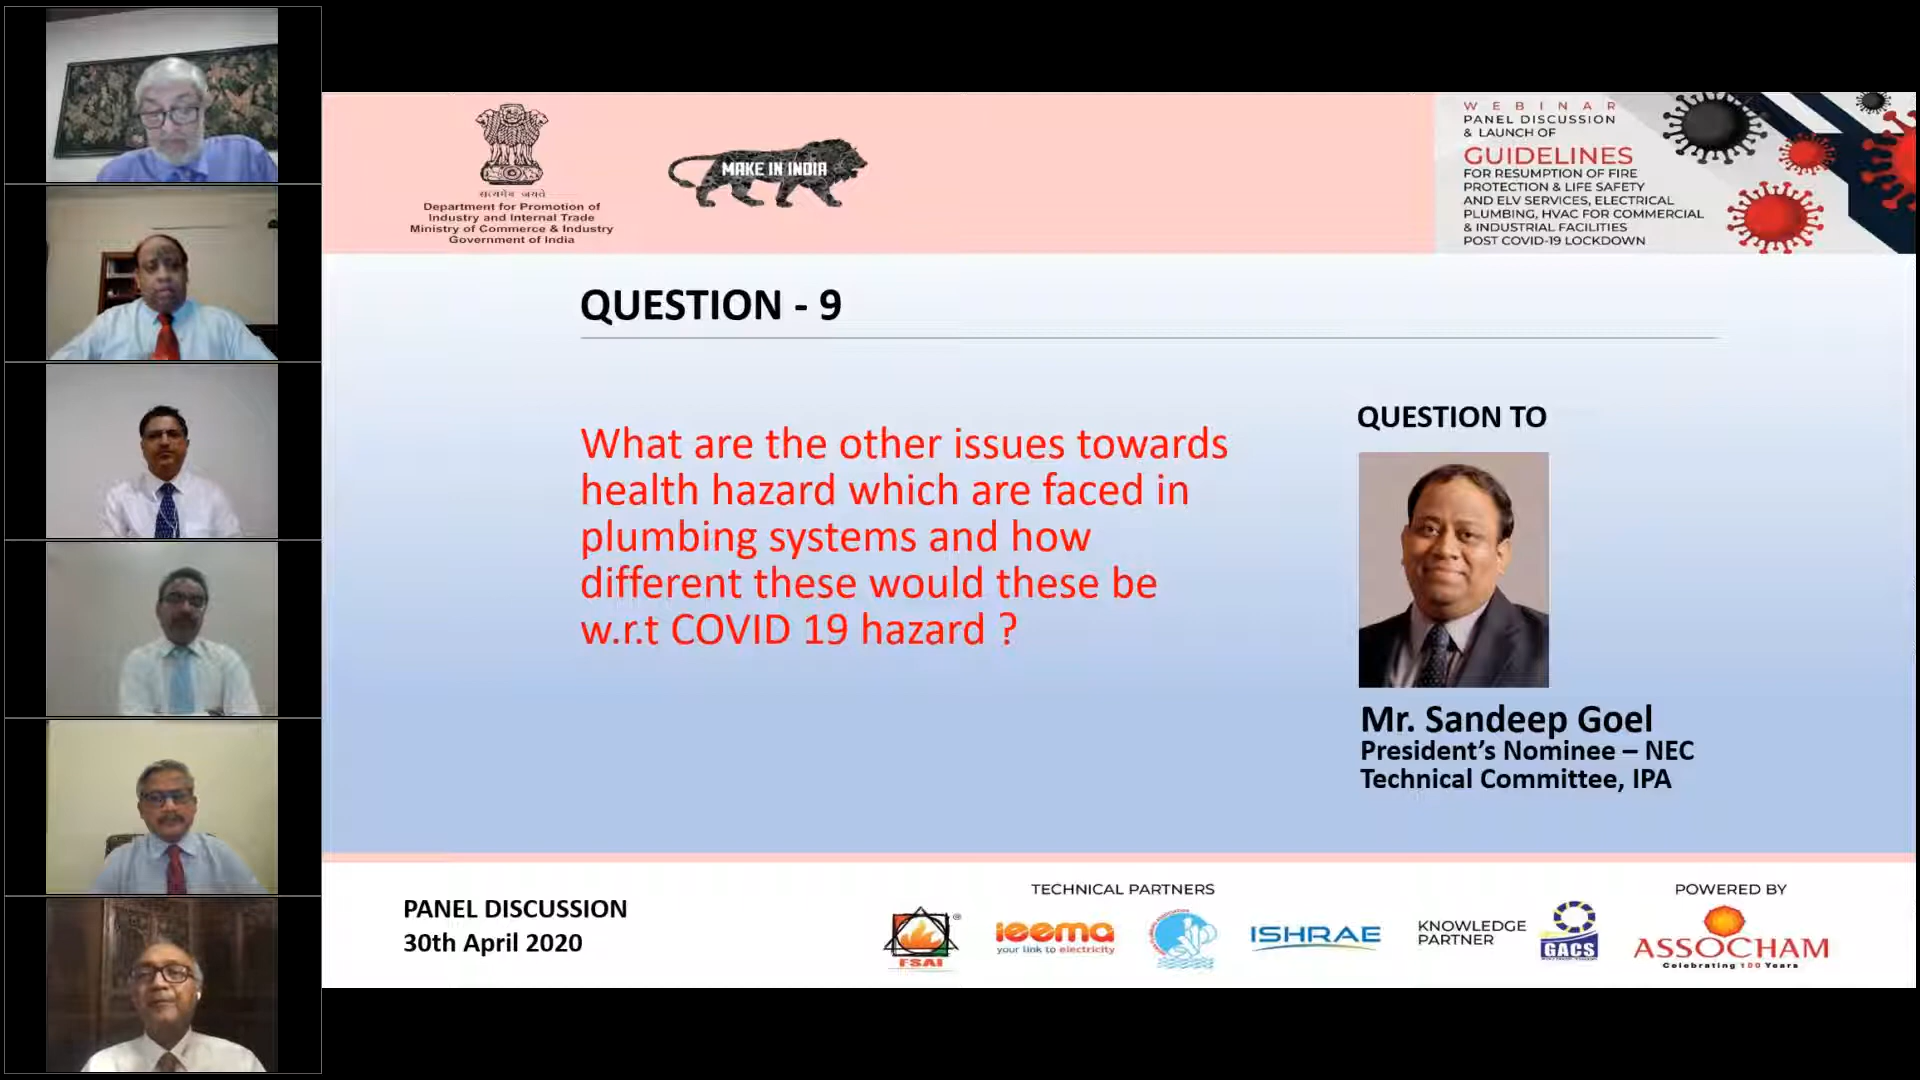 सत्यमेव जयते
Department for Promotion of
Industry and Internal Trade
Ministry of Commerce & Industry
Government of India
MAKE IN INDIA
WEBINAR
PANEL DISCUSSION
& LAUNCH OF
GUIDELINES
FOR RESUMPTION OF FIRE
PROTECTION & LIFE SAFETY
AND ELV SERVICES, ELECTRICAL
PLUMBING, HVAC FOR COMMERCIAL
& INDUSTRIAL FACILITIES
POST COVID-19 LOCKDOWN
QUESTION - 9
What are the other issues towards
health hazard which are faced in
plumbing systems and how
different these would these be
w.r.t COVID 19 hazard ?
QUESTION TO
Mr. Sandeep Goel
President’s Nominee – NEC
Technical Committee, IPA
PANEL DISCUSSION
30th April 2020
TECHNICAL PARTNERS
FSAI
ieema
your link to electricity
ISHRAE
KNOWLEDGE
PARTNER
GACS
POWERED BY
ASSOCHAM
Celebrating 100 Years